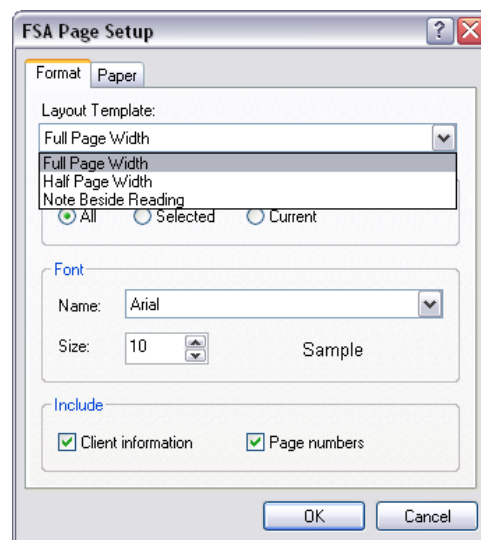 FSA Page Setup
Format Paper
Layout Template:
Full Page Width
Full Page Width
Half Page Width
Note Beside Reading
All Selected Current
Font
Name: Arial
Size: 10 Sample
Include
Client information Page numbers
OK Cancel